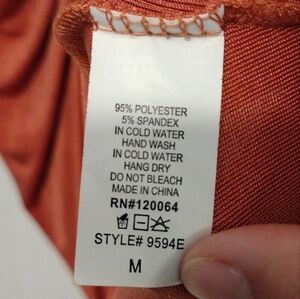 95% POLYESTER
5% SPANDEX
IN COLD WATER
HAND WASH
IN COLD WATER
HANG DRY
DO NOT BLEACH
MADE IN CHINA
RN#120064
STYLE# 9594E
M